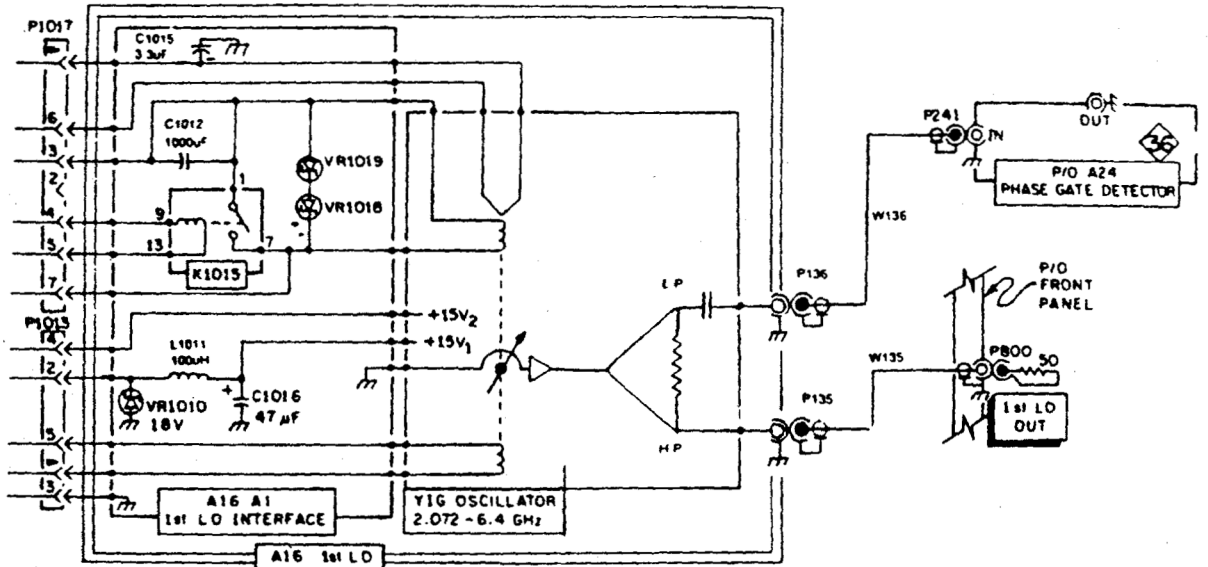 P1017
C1015
3.3uF
6
3
2
4
5
7
C1012
1000uF
1
9
13
7
K1015
VR1019
VR1018
P1013
4
2
5
3
L1011
100uH
VR1010
18V
+
C1016
47 µF
+15V2
+15V1
A16 A1
1st LO INTERFACE
YIG OSCILLATOR
2.072-6.4 GHz
A16 1st LO
LP
HP
P136
P135
W136
W135
P241
IN
OUT
36
P/O A24
PHASE GATE DETECTOR
P/O
FRONT
PANEL
P800
50
1st LO
OUT